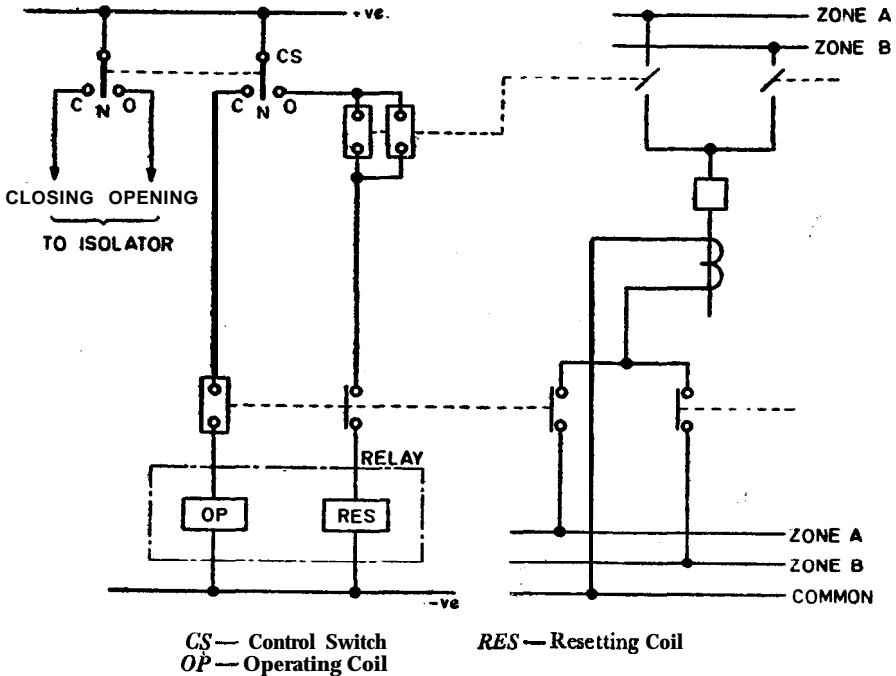 +ve.
ZONE A
ZONE B
CS
C N O
C N O
CLOSING OPENING
TO ISOLATOR
RELAY
OP
RES
ZONE A
ZONE B
COMMON
-ve
CS — Control Switch
RES — Resetting Coil
OP — Operating Coil